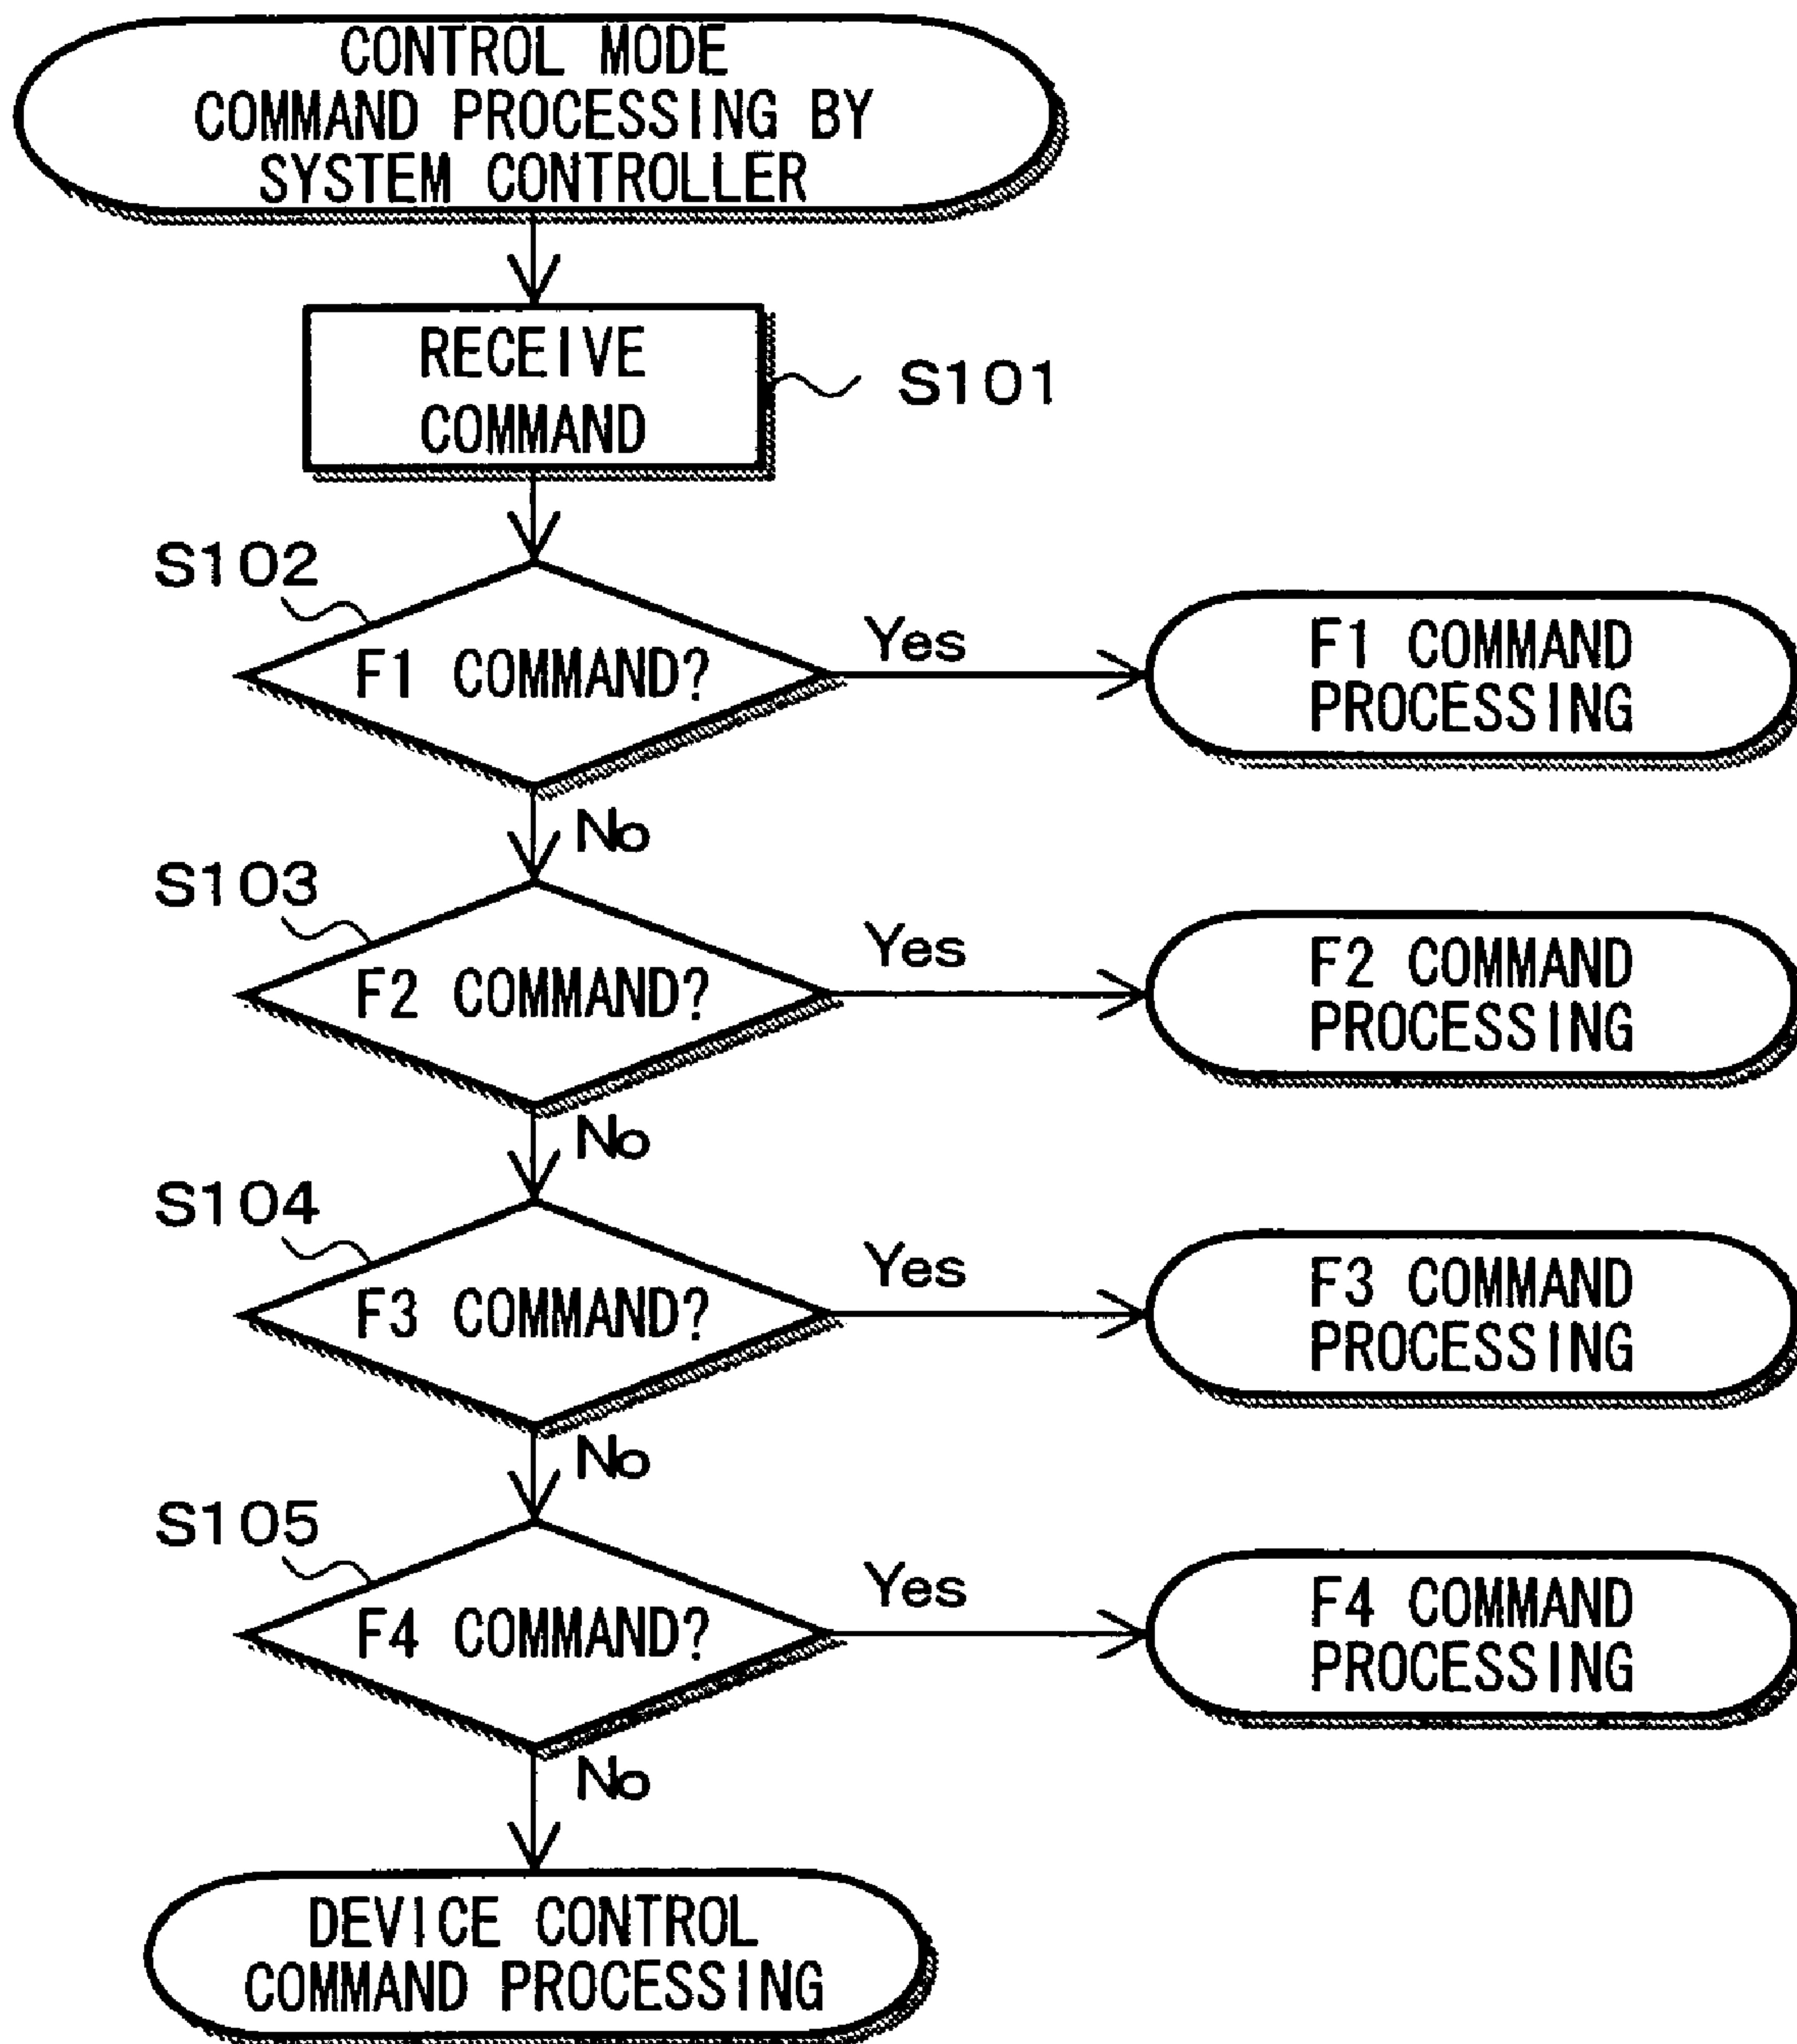 CONTROL MODE
COMMAND PROCESSING BY
SYSTEM CONTROLLER
RECEIVE
COMMAND
S101
S102
F1 COMMAND?
Yes
F1 COMMAND
PROCESSING
No
S103
F2 COMMAND?
Yes
F2 COMMAND
PROCESSING
No
S104
F3 COMMAND?
Yes
F3 COMMAND
PROCESSING
No
S105
F4 COMMAND?
Yes
F4 COMMAND
PROCESSING
No
DEVICE CONTROL
COMMAND PROCESSING